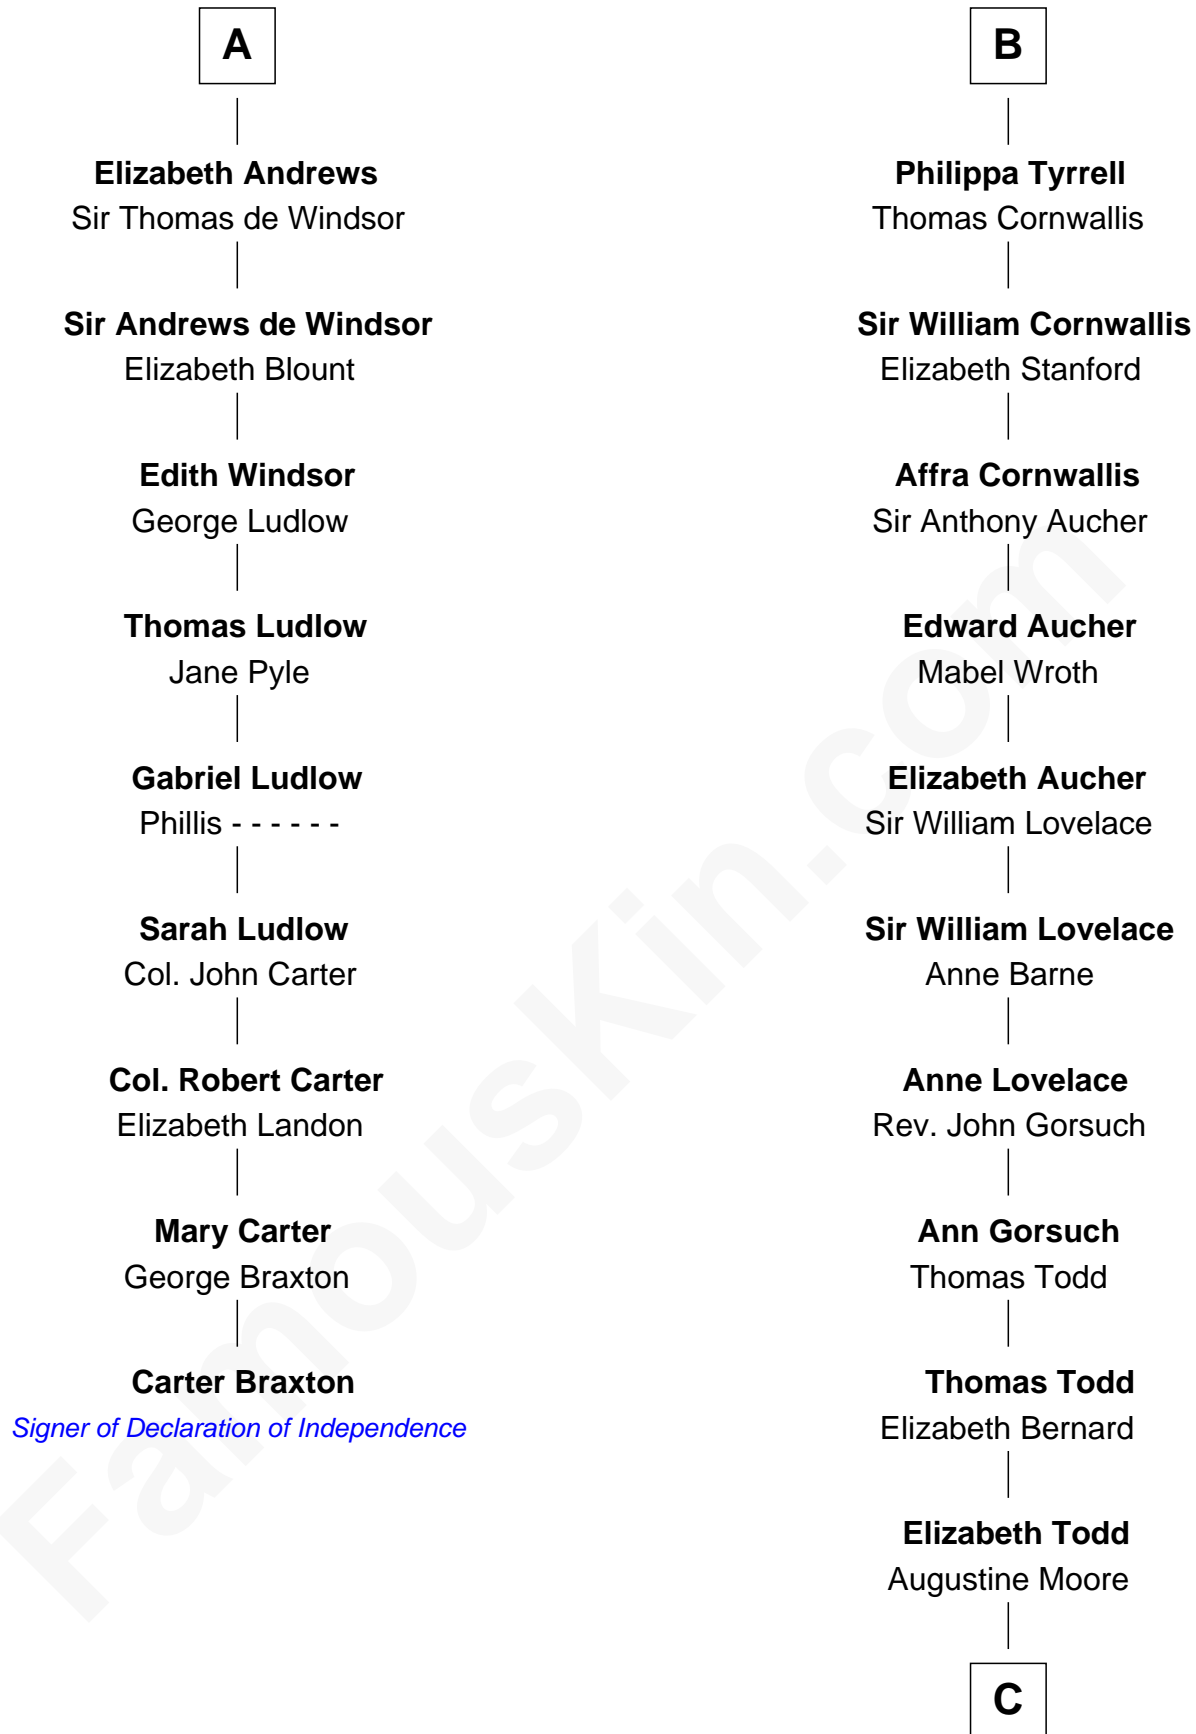 A
Elizabeth Andrews
Sir Thomas de Windsor
Sir Andrews de Windsor
Elizabeth Blount
Edith Windsor
George Ludlow
Thomas Ludlow
Jane Pyle
Gabriel Ludlow
Phillis - - - - - -
Sarah Ludlow
Col. John Carter
Col. Robert Carter
Elizabeth Landon
Mary Carter
George Braxton
Carter Braxton
Signer of Declaration of Independence
B
Philippa Tyrrell
Thomas Cornwallis
Sir William Cornwallis
Elizabeth Stanford
Affra Cornwallis
Sir Anthony Aucher
Edward Aucher
Mabel Wroth
Elizabeth Aucher
Sir William Lovelace
Sir William Lovelace
Anne Barne
Anne Lovelace
Rev. John Gorsuch
Ann Gorsuch
Thomas Todd
Thomas Todd
Elizabeth Bernard
Elizabeth Todd
Augustine Moore
C
FamousKin.com